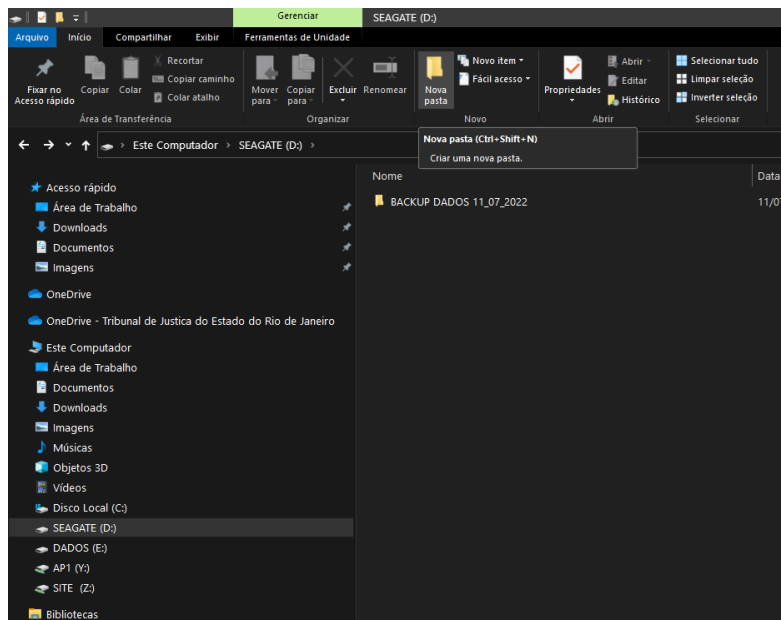 Gerenciar
SEAGATE (D:)
Arquivo Início Compartilhar Exibir Ferramentas de Unidade
Fixar no Acesso rápido
Copiar
Colar
Recortar
Copiar caminho
Colar atalho
Área de Transferência
Mover para
Copiar para
Excluir
Renomear
Organizar
Nova pasta
Novo item
Fácil acesso
Novo
Propriedades
Abrir
Editar
Histórico
Abrir
Selecionar tudo
Limpar seleção
Inverter seleção
Selecionar
Nova pasta (Ctrl+Shift+N)
Criar uma nova pasta.
Este Computador > SEAGATE (D:) >
Nome
Data
BACKUP DADOS 11_07_2022
11/07
Acesso rápido
Área de Trabalho
Downloads
Documentos
Imagens
OneDrive
OneDrive - Tribunal de Justica do Estado do Rio de Janeiro
Este Computador
Área de Trabalho
Documentos
Downloads
Imagens
Músicas
Objetos 3D
Vídeos
Disco Local (C:)
SEAGATE (D:)
DADOS (E:)
AP1 (Y:)
SITE (Z:)
Bibliotecas